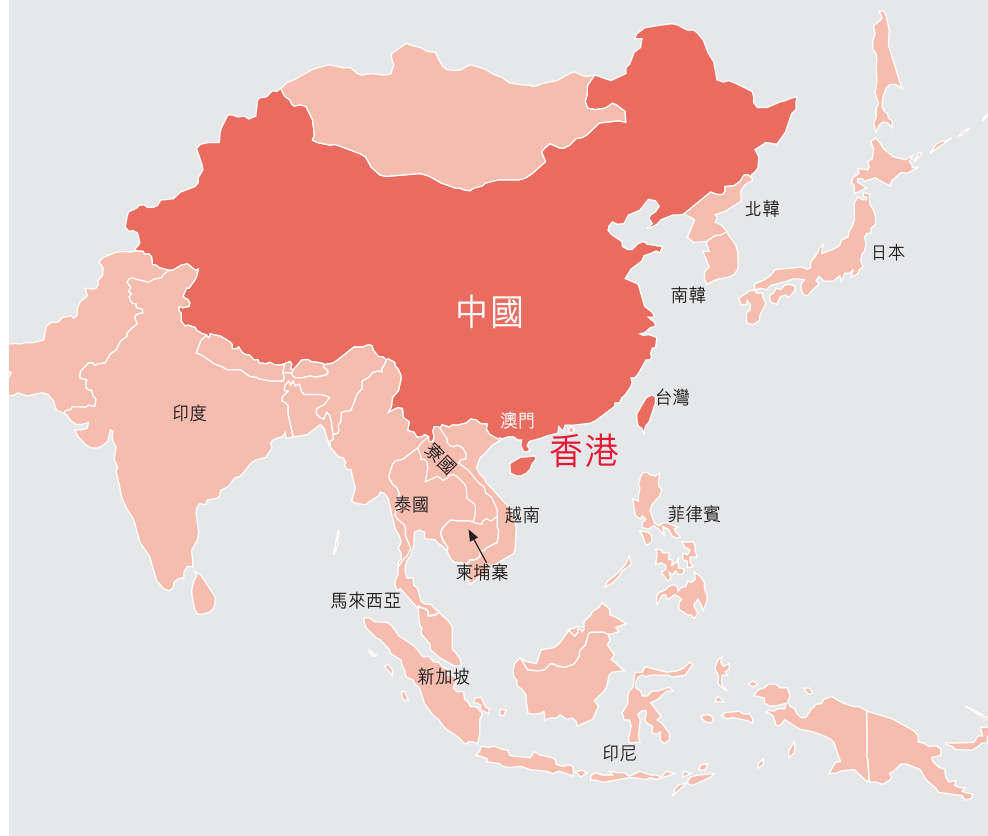 北韓
日本
南韓
中國
台灣
印度
澳門
香港
寮國
泰國
越南
菲律賓
柬埔寨
馬來西亞
新加坡
印尼